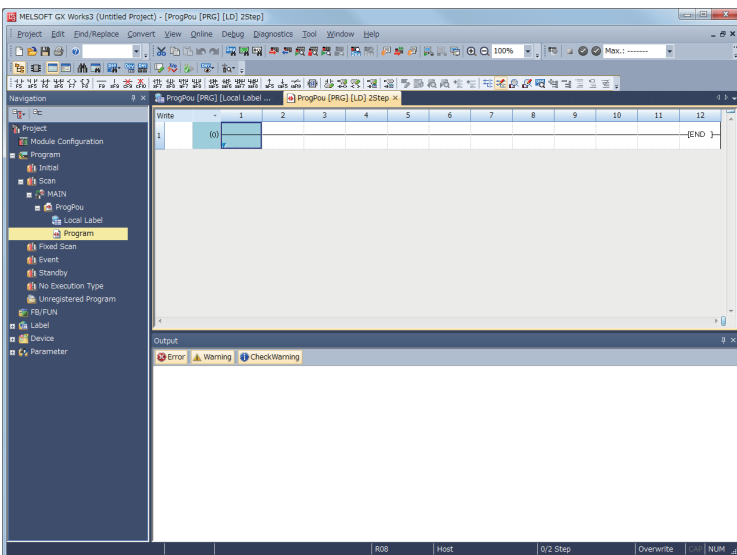 MELSOFT GX Works3 (Untitled Project) - [ProgPou [PRG] [LD] 2Step]
Project Edit Find/Replace Convert View Online Debug Diagnostics Tool Window Help
100% Max.: -------
Navigation
ProgPou [PRG] [Local Label ... ProgPou [PRG] [LD] 2Step
Write 1 2 3 4 5 6 7 8 9 10 11 12
1 (0) [END ]
Project
Module Configuration
Program
Initial
Scan
MAIN
ProgPou
Local Label
Program
Fixed Scan
Event
Standby
No Execution Type
Unregistered Program
FB/FUN
Label
Device
Parameter
Output
Error Warning CheckWarning
R08 Host 0/2 Step Overwrite CAP NUM